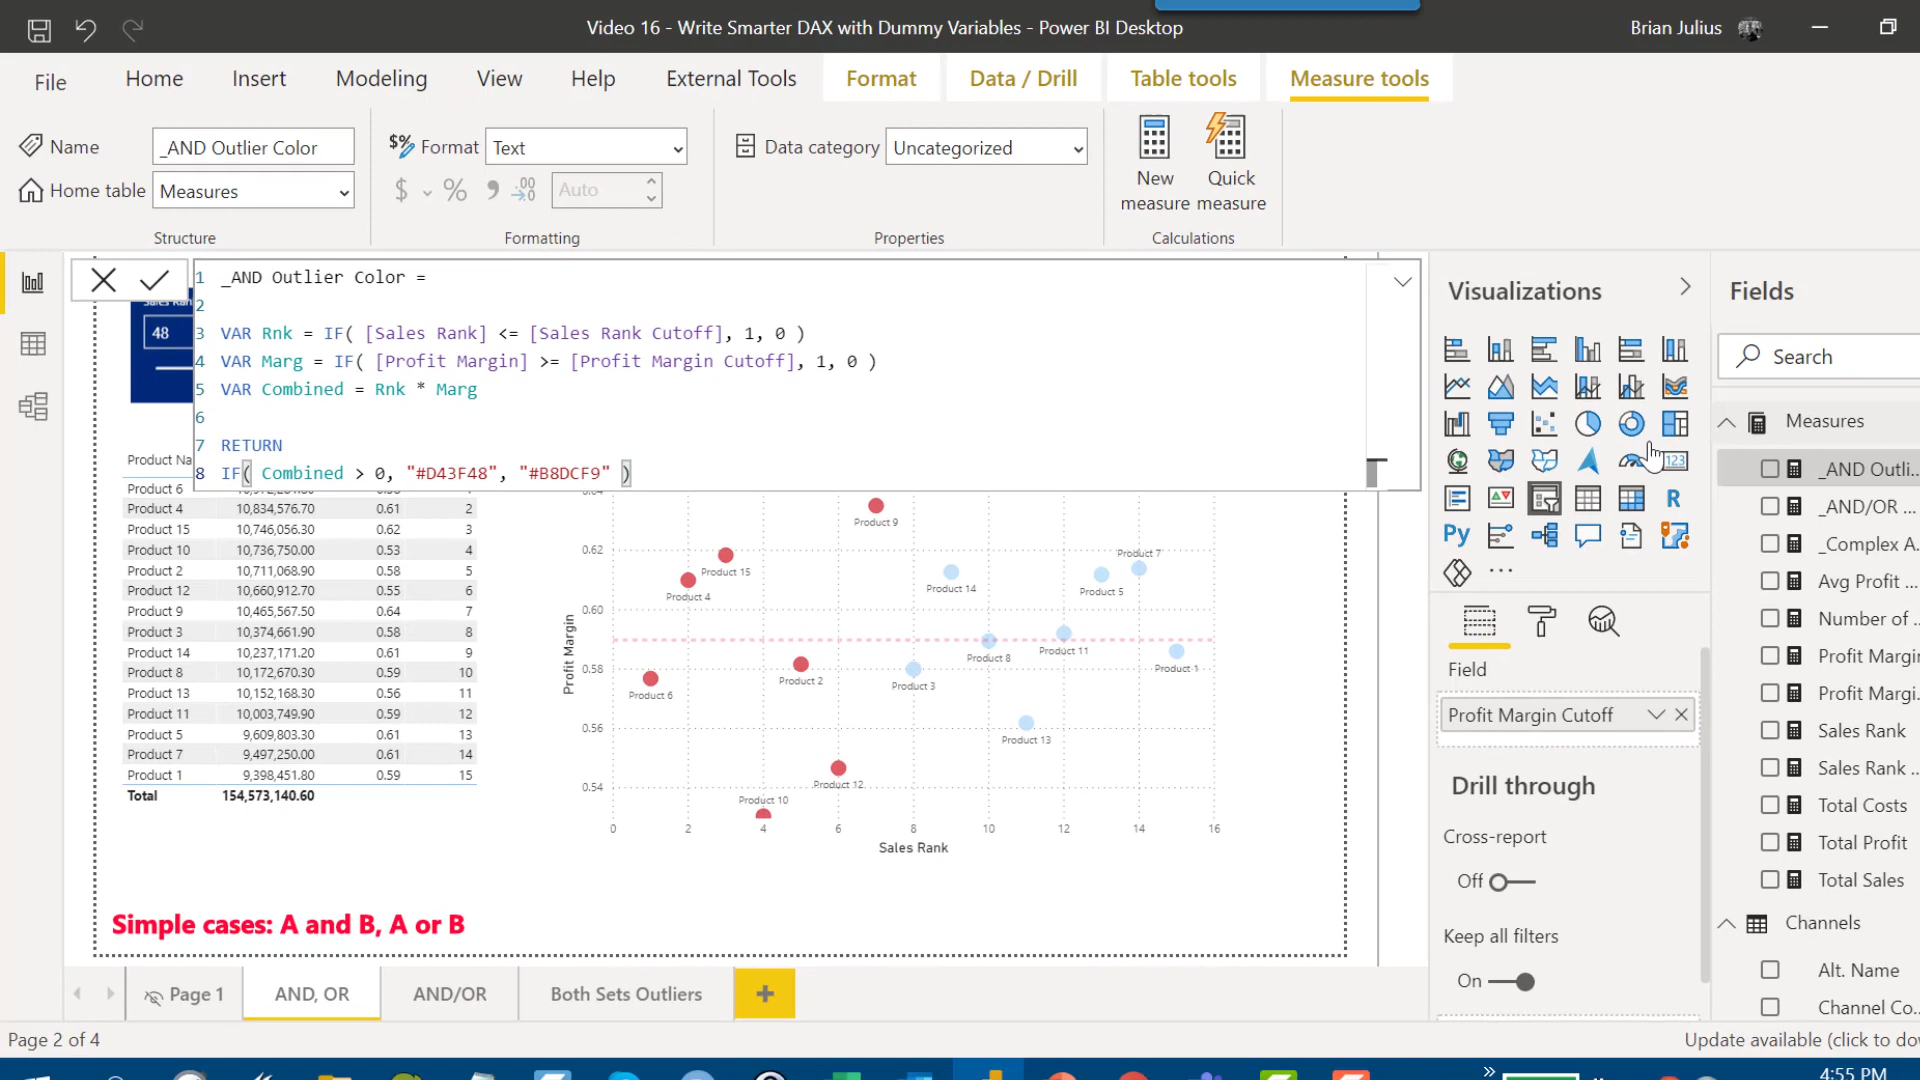 Video 16 - Write Smarter DAX with Dummy Variables - Power BI Desktop
Brian Julius
File Home Insert Modeling View Help External Tools Format Data / Drill Table tools Measure tools
Name _AND Outlier Color
Home table Measures
Structure
Format Text
$ % Auto
Formatting
Data category Uncategorized
Properties
New measure
Quick measure
Calculations
1 _AND Outlier Color =
2
3 VAR Rnk = IF( [Sales Rank] <= [Sales Rank Cutoff], 1, 0 )
4 VAR Marg = IF( [Profit Margin] >= [Profit Margin Cutoff], 1, 0 )
5 VAR Combined = Rnk * Marg
6
7 RETURN
8 IF( Combined > 0, "#D43F48", "#B8DCF9" )
48
Product Na
Product 6
Product 4 10,834,576.70 0.61 2
Product 15 10,746,056.30 0.62 3
Product 10 10,736,750.00 0.53 4
Product 2 10,711,068.90 0.58 5
Product 12 10,660,912.70 0.55 6
Product 9 10,465,567.50 0.64 7
Product 3 10,374,661.90 0.58 8
Product 14 10,237,171.20 0.61 9
Product 8 10,172,670.30 0.59 10
Product 13 10,152,168.30 0.56 11
Product 11 10,003,749.90 0.59 12
Product 5 9,609,803.30 0.61 13
Product 7 9,497,250.00 0.61 14
Product 1 9,398,451.80 0.59 15
Total 154,573,140.60
Profit Margin
0.64
0.62
0.60
0.58
0.56
0.54
Product 9
Product 7
Product 15
Product 4
Product 14
Product 5
Product 8
Product 11
Product 1
Product 2
Product 3
Product 6
Product 13
Product 12
Product 10
0 2 4 6 8 10 12 14 16
Sales Rank
Simple cases: A and B, A or B
Page 1
AND, OR
AND/OR
Both Sets Outliers
+
Page 2 of 4
Visualizations
123
R
Py
Field
Profit Margin Cutoff
Drill through
Cross-report
Off
Keep all filters
On
Fields
Search
Measures
_AND Outli...
_AND/OR ...
_Complex A...
Avg Profit ...
Number of ...
Profit Margin
Profit Margi...
Sales Rank
Sales Rank ...
Total Costs
Total Profit
Total Sales
Channels
Alt. Name
Channel Co...
Update available (click to do
4:55 PM